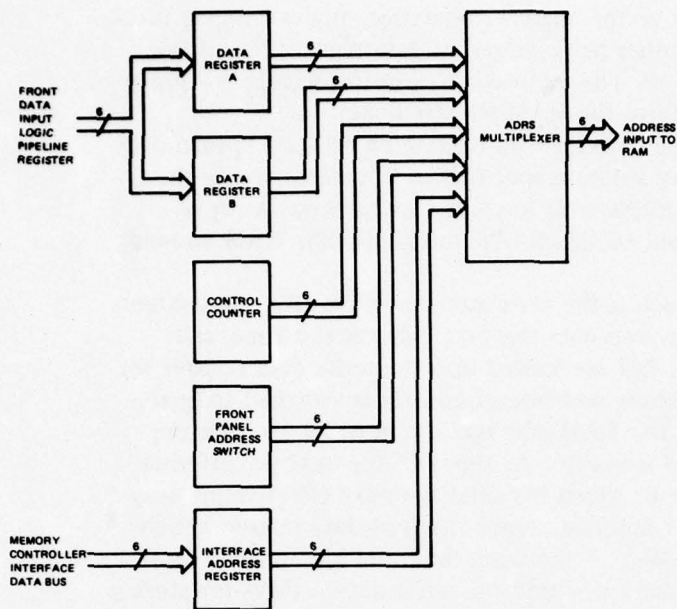 FRONT
DATA
INPUT
LOGIC
PIPELINE
REGISTER
6
DATA
REGISTER
A
6
DATA
REGISTER
B
6
CONTROL
COUNTER
6
FRONT
PANEL
ADDRESS
SWITCH
6
MEMORY
CONTROLLER
INTERFACE
DATA BUS
6
INTERFACE
ADDRESS
REGISTER
6
ADRS
MULTIPLEXER
6
ADDRESS
INPUT TO
RAM